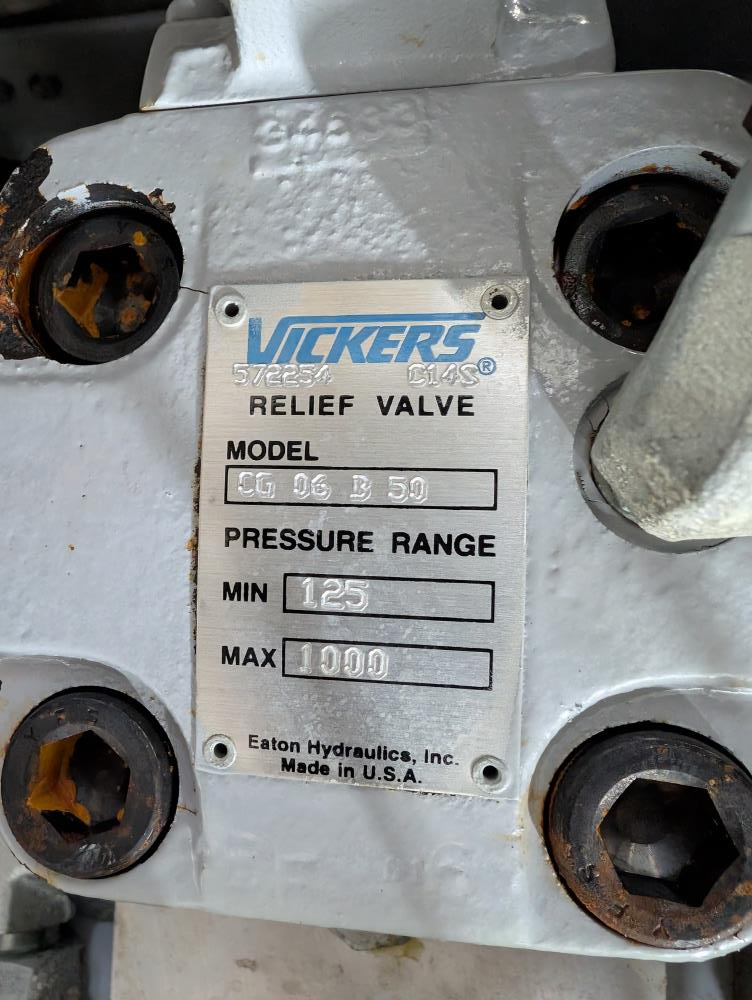 VICKERS®
572254 C14S
RELIEF VALVE
MODEL
CG 06 B 50
PRESSURE RANGE
MIN 125
MAX 1000
Eaton Hydraulics, Inc.
Made in U.S.A.